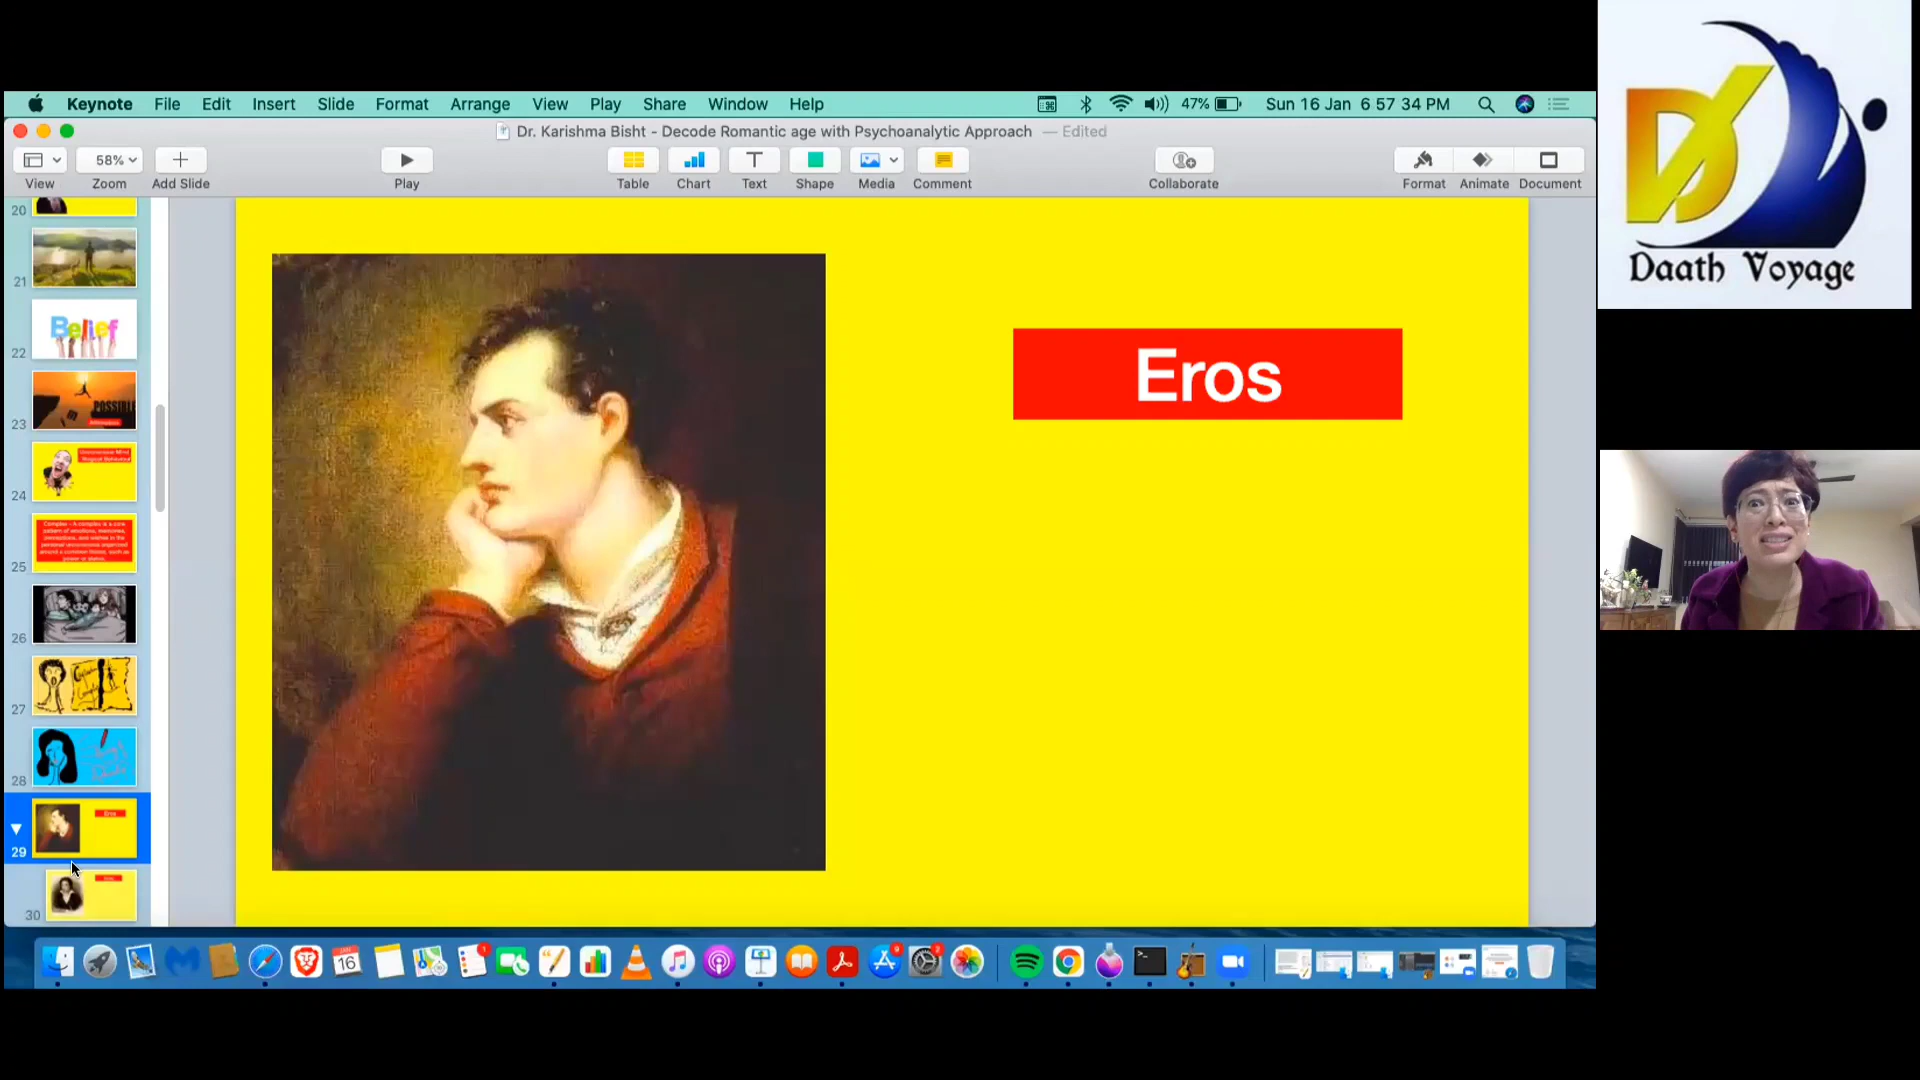 Keynote File Edit Insert Slide Format Arrange View Play Share Window Help 47% Sun 16 Jan 6 57 34 PM
Dr. Karishma Bisht - Decode Romantic age with Psychoanalytic Approach — Edited
58%
View Zoom Add Slide Play Table Chart Text Shape Media Comment Collaborate Format Animate Document
20
21
Belief
22
POSSIBLE
23
24
25
26
27
28
Eros
29
30
Eros
16
Daath Voyage